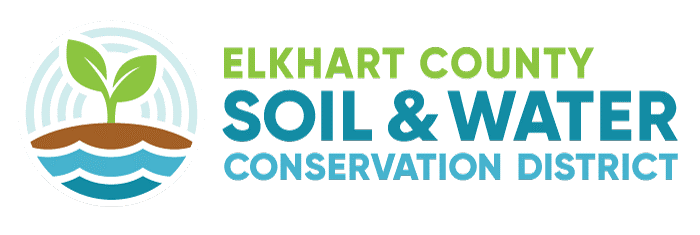 ELKHART COUNTY
SOIL & WATER
CONSERVATION DISTRICT